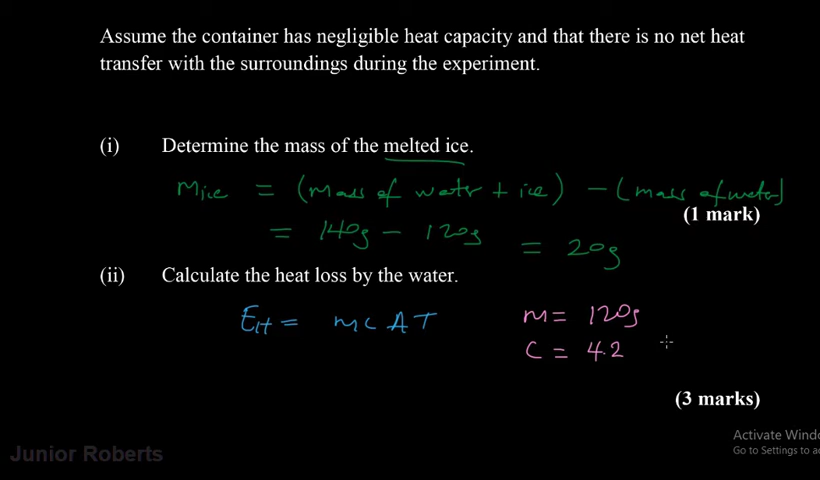 Assume the container has negligible heat capacity and that there is no net heat
transfer with the surroundings during the experiment.
(i) Determine the mass of the melted ice.
Mice = (mass of water + ice) - (mass of water)
(1 mark)
= 140g - 120g = 20g
(ii) Calculate the heat loss by the water.
EH = mcΔT m = 120g
C = 4.2
(3 marks)
Activate Windo
Go to Settings to ac
Junior Roberts